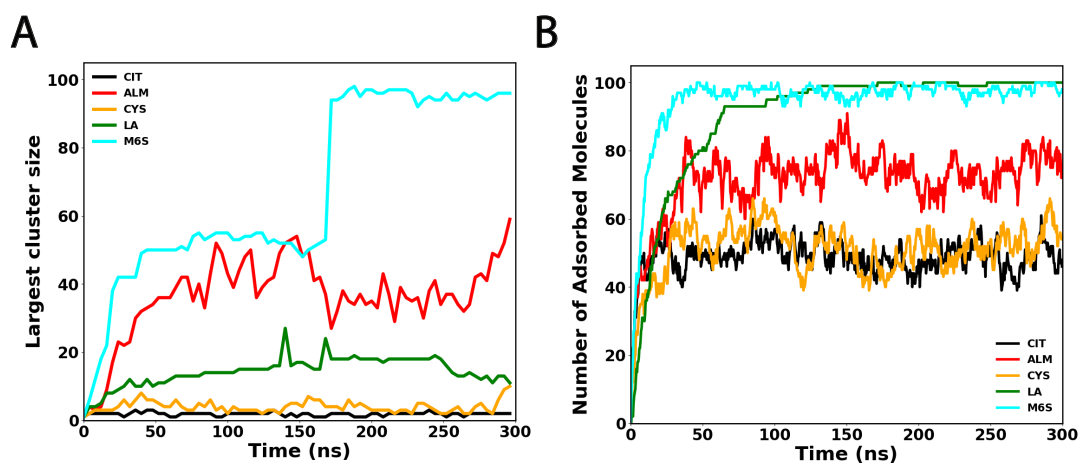 A
Largest cluster size
100
80
60
40
20
0
CIT
ALM
CYS
LA
M6S
0 50 100 150 200 250 300
Time (ns)
B
Number of Adsorbed Molecules
100
80
60
40
20
0
CIT
ALM
CYS
LA
M6S
0 50 100 150 200 250 300
Time (ns)